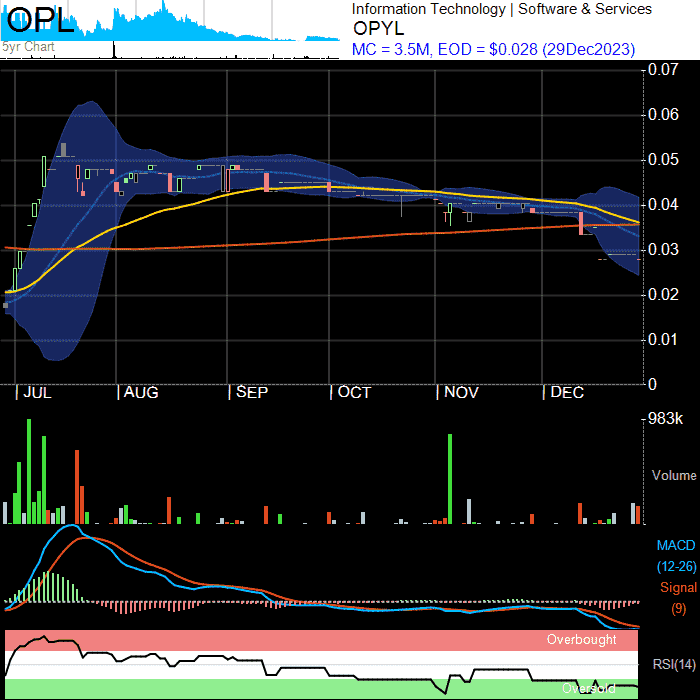 OPL
5yr Chart
Information Technology | Software & Services
OPYL
MC = 3.5M, EOD = $0.028 (29Dec2023)
0.07
0.06
0.05
0.04
0.03
0.02
0.01
0
JUL AUG SEP OCT NOV DEC
983k
Volume
MACD
(12-26)
Signal
(9)
Overbought
RSI(14)
Oversold